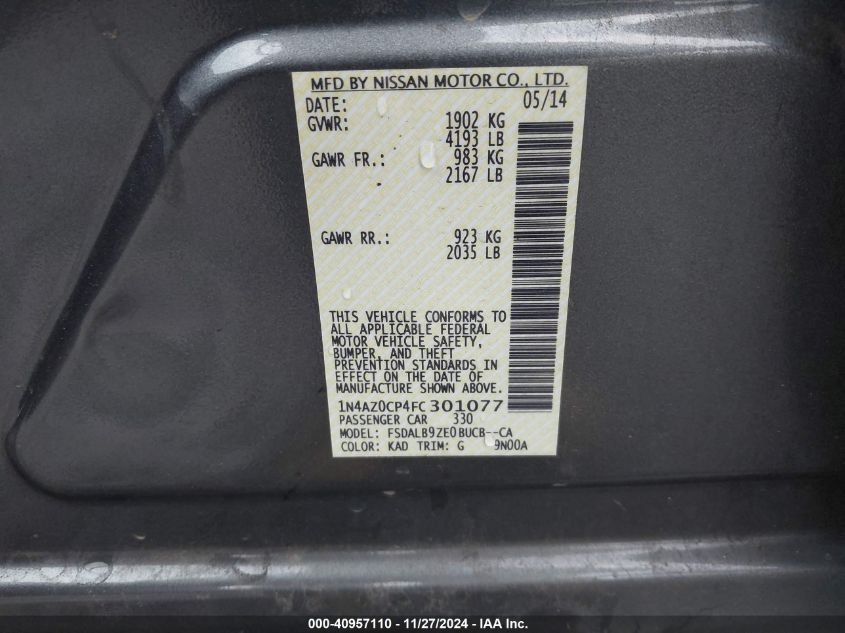 MFD BY NISSAN MOTOR CO., LTD.
DATE: 05/14
GVWR: 1902 KG
4193 LB
GAWR FR.: 983 KG
2167 LB
GAWR RR.: 923 KG
2035 LB
THIS VEHICLE CONFORMS TO
ALL APPLICABLE FEDERAL
MOTOR VEHICLE SAFETY,
BUMPER, AND THEFT
PREVENTION STANDARDS IN
EFFECT ON THE DATE OF
MANUFACTURE SHOWN ABOVE.
1N4AZ0CP4FC301077
PASSENGER CAR 330
MODEL: FSDALB9ZE0BUCB--CA
COLOR: KAD TRIM: G 9N00A
000-40957110 - 11/27/2024 - IAA Inc.